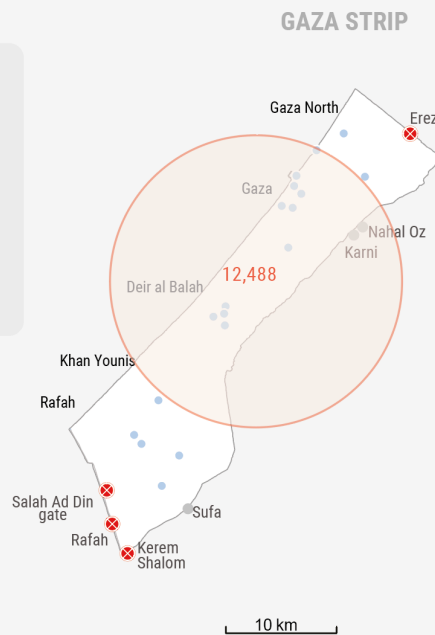 GAZA STRIP
Gaza North
Erez
Gaza
Nahal Oz
Karni
12,488
Deir al Balah
Khan Younis
Rafah
Salah Ad Din
gate
Sufa
Rafah
Kerem
Shalom
10 km